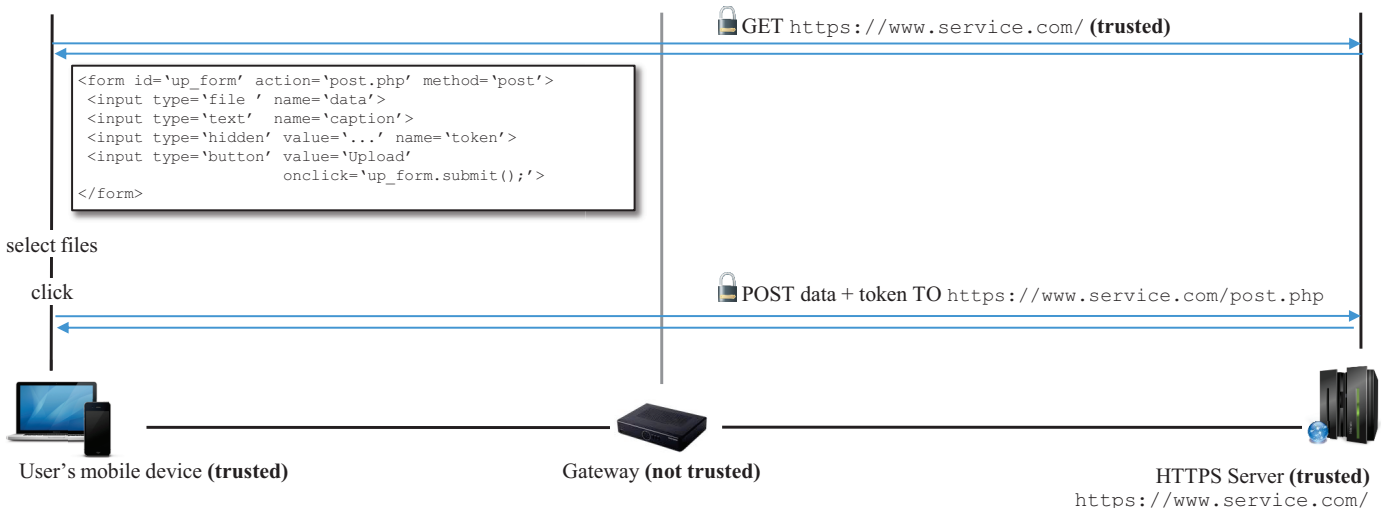 GET https://www.service.com/ (trusted)
<form id=‘up_form’ action=‘post.php’ method=‘post’>
<input type=‘file ’ name=‘data’>
<input type=‘text’ name=‘caption’>
<input type=‘hidden’ value=‘...’ name=‘token’>
<input type=‘button’ value=‘Upload’
onclick=‘up_form.submit();’>
</form>
select files
click
POST data + token TO https://www.service.com/post.php
User’s mobile device (trusted)
Gateway (not trusted)
HTTPS Server (trusted)
https://www.service.com/